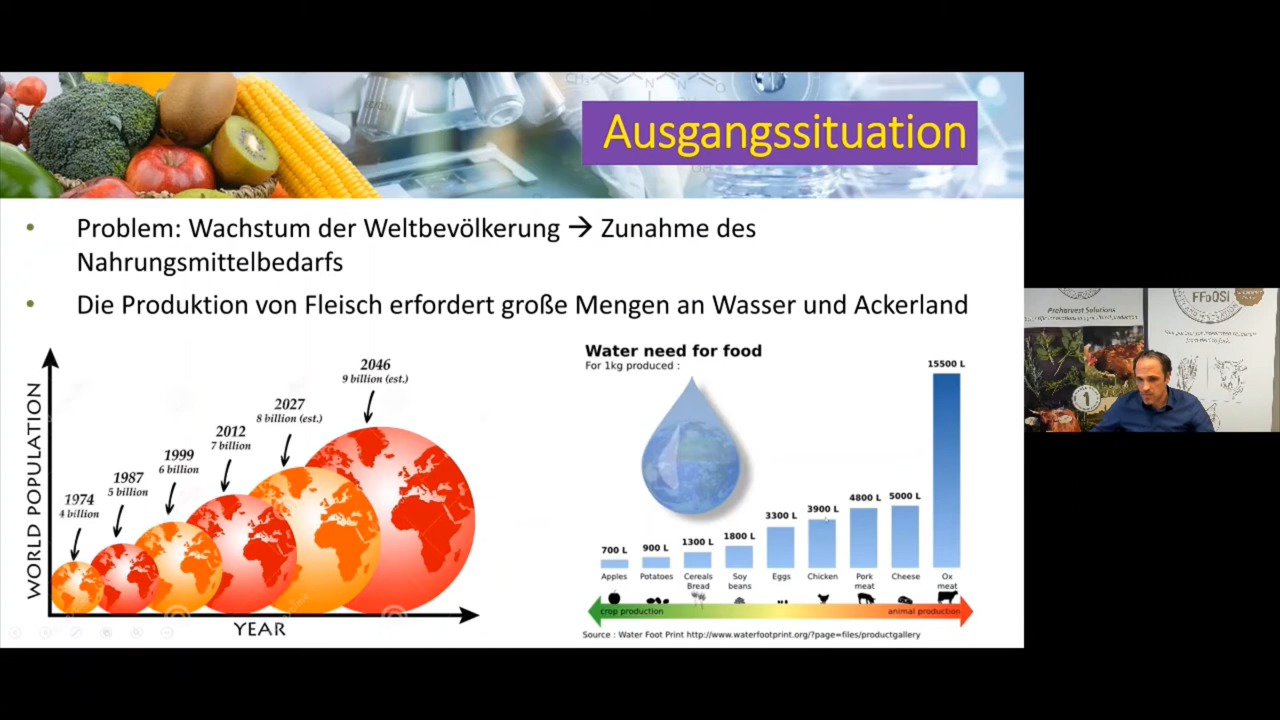 Ausgangssituation
• Problem: Wachstum der Weltbevölkerung → Zunahme des
Nahrungsmittelbedarfs
• Die Produktion von Fleisch erfordert große Mengen an Wasser und Ackerland
WORLD POPULATION
1974
4 billion
1987
5 billion
1999
6 billion
2012
7 billion
2027
8 billion (est.)
2046
9 billion (est.)
YEAR
Water need for food
For 1kg produced :
700 L
900 L
1300 L
1800 L
3300 L
3900 L
4800 L
5000 L
15500 L
Apples
Potatoes
Cereals
Bread
Soy
beans
Eggs
Chicken
Pork
meat
Cheese
Ox
meat
crop production
animal production
Source : Water Foot Print http://www.waterfootprint.org/?page=files/productgallery
Preharvest Solutions
FFoQSI
1